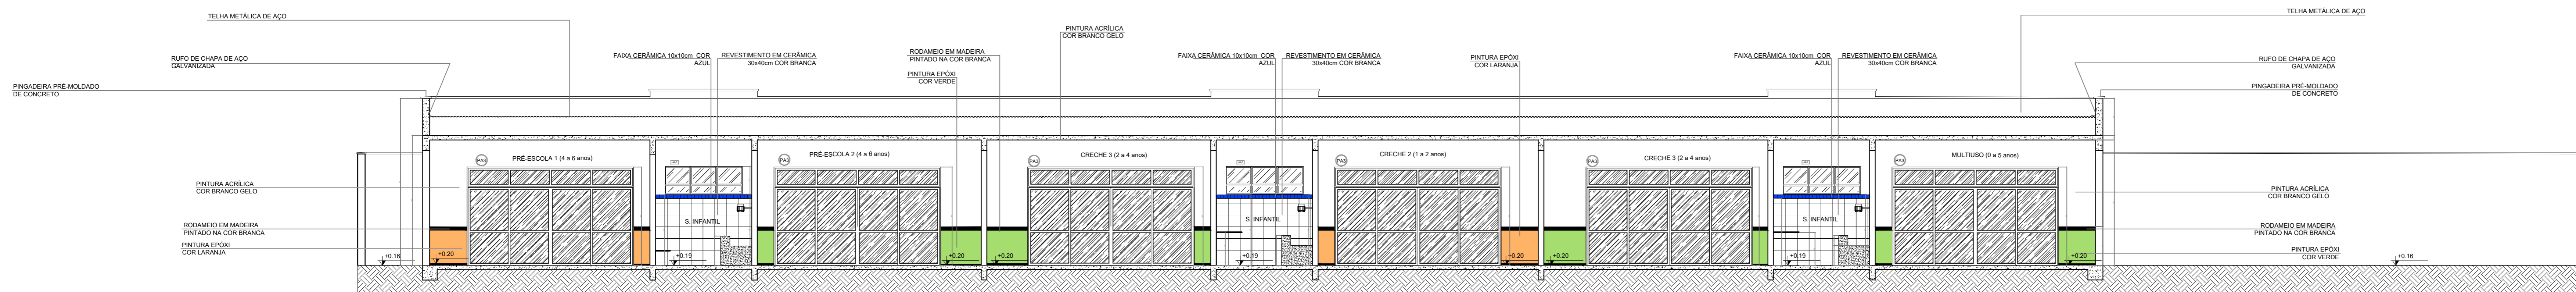 TELHA METÁLICA DE AÇO
TELHA METÁLICA DE AÇO
PINTURA ACRÍLICA
COR BRANCO GELO
RUFO DE CHAPA DE AÇO
GALVANIZADA
FAIXA CERÂMICA 10x10cm COR
AZUL
REVESTIMENTO EM CERÂMICA
30x40cm COR BRANCA
RODAMEIO EM MADEIRA
PINTADO NA COR BRANCA
PINTURA EPÓXI
COR VERDE
FAIXA CERÂMICA 10x10cm COR
AZUL
REVESTIMENTO EM CERÂMICA
30x40cm COR BRANCA
PINTURA EPÓXI
COR LARANJA
FAIXA CERÂMICA 10x10cm COR
AZUL
REVESTIMENTO EM CERÂMICA
30x40cm COR BRANCA
RUFO DE CHAPA DE AÇO
GALVANIZADA
PINGADEIRA PRÉ-MOLDADO
DE CONCRETO
PINGADEIRA PRÉ-MOLDADO
DE CONCRETO
PA3
PRÉ-ESCOLA 1 (4 a 6 anos)
PA3
PRÉ-ESCOLA 2 (4 a 6 anos)
PA3
CRECHE 3 (2 a 4 anos)
PA3
CRECHE 2 (1 a 2 anos)
PA3
CRECHE 3 (2 a 4 anos)
PA3
MULTIUSO (0 a 5 anos)
PINTURA ACRÍLICA
COR BRANCO GELO
PINTURA ACRÍLICA
COR BRANCO GELO
S. INFANTIL
S. INFANTIL
S. INFANTIL
RODAMEIO EM MADEIRA
PINTADO NA COR BRANCA
RODAMEIO EM MADEIRA
PINTADO NA COR BRANCA
PINTURA EPÓXI
COR LARANJA
PINTURA EPÓXI
COR VERDE
+0.16
+0.20
+0.19
+0.20
+0.20
+0.19
+0.20
+0.20
+0.19
+0.20
+0.16